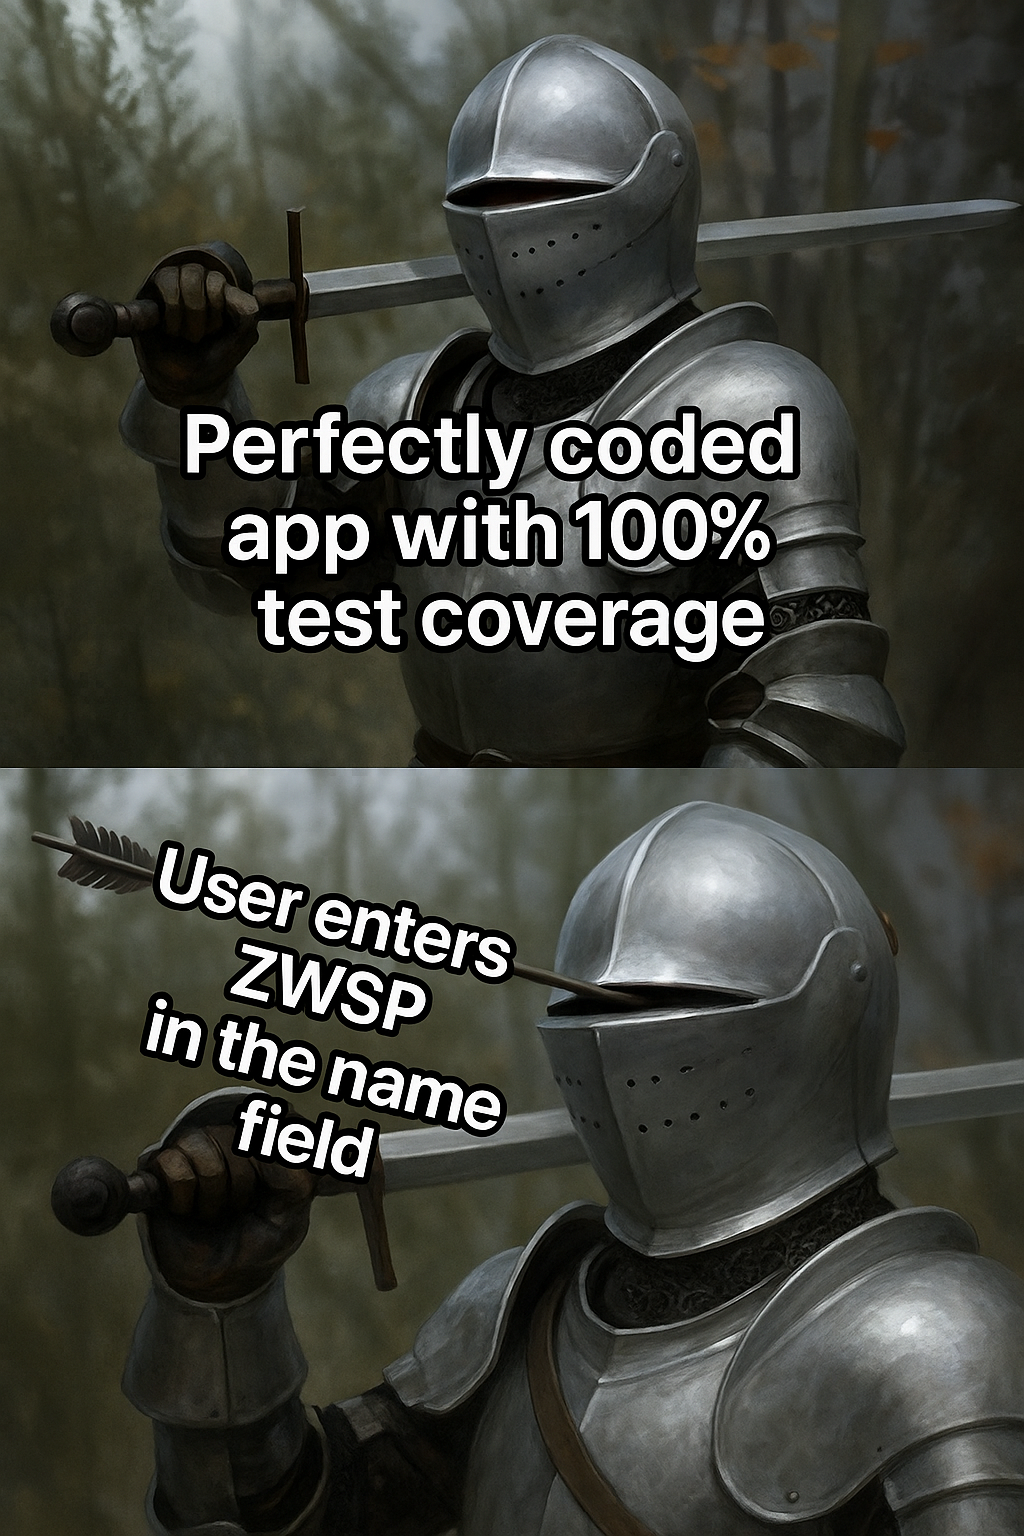 Perfectly coded
app with 100%
test coverage
User enters
ZWSP
in the name
field